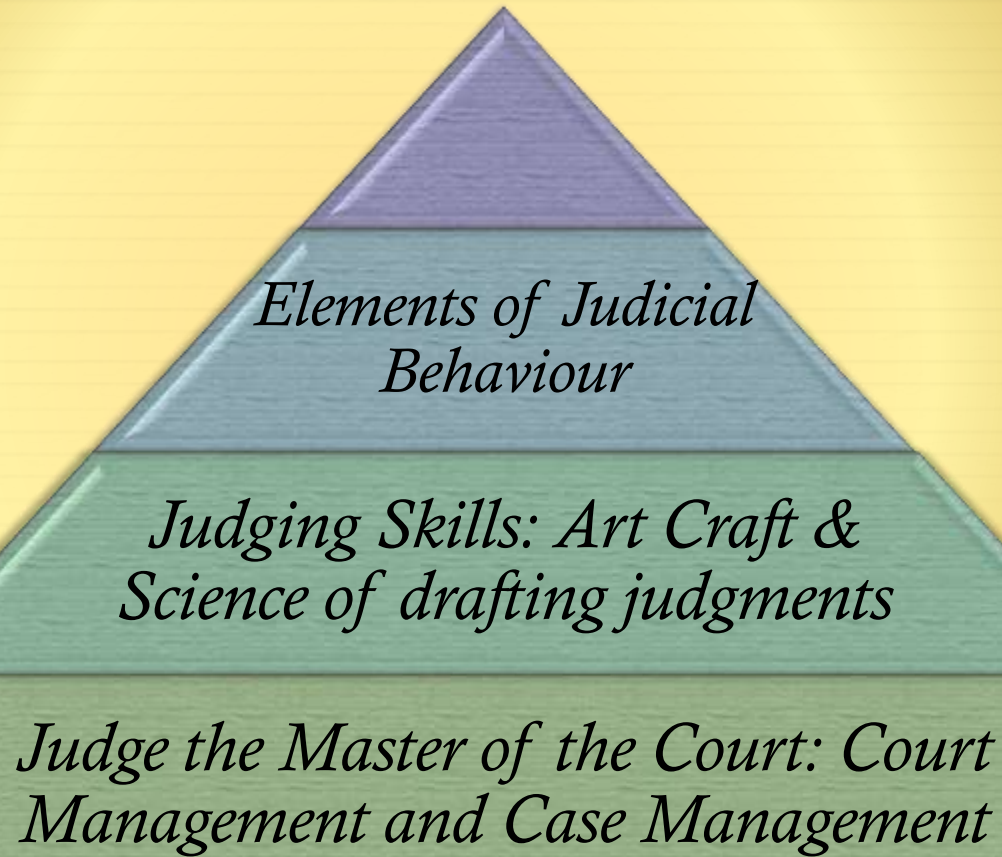 Elements of Judicial
Behaviour
Judging Skills: Art Craft &
Science of drafting judgments
Judge the Master of the Court: Court
Management and Case Management